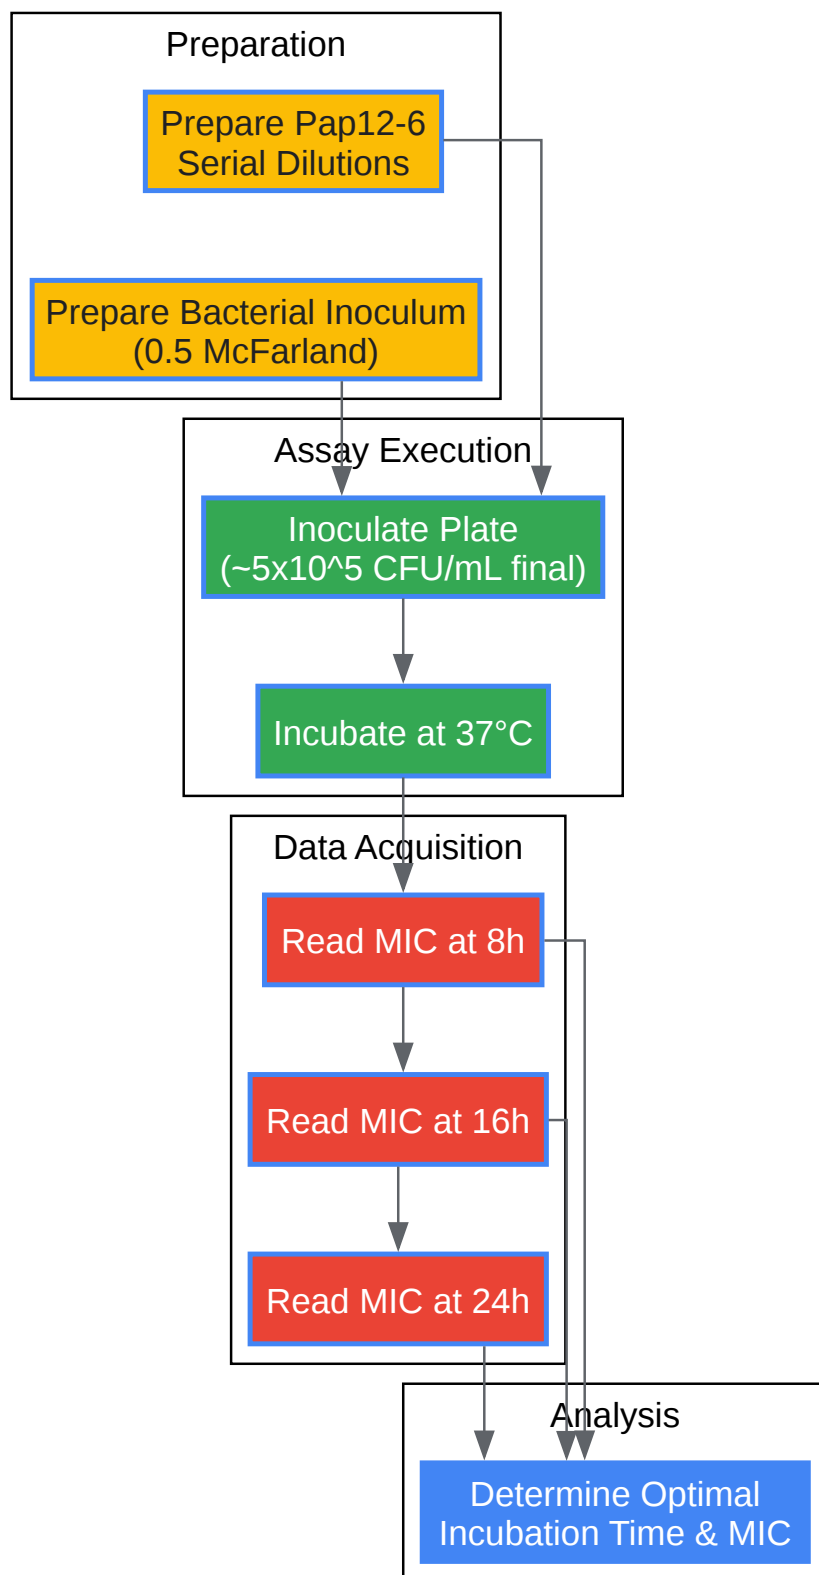 Preparation
Prepare Pap12-6
Serial Dilutions
Prepare Bacterial Inoculum
(0.5 McFarland)
Assay Execution
Inoculate Plate
(~5x10^5 CFU/mL final)
Incubate at 37°C
Data Acquisition
Read MIC at 8h
Read MIC at 16h
Read MIC at 24h
Analysis
Determine Optimal
Incubation Time & MIC